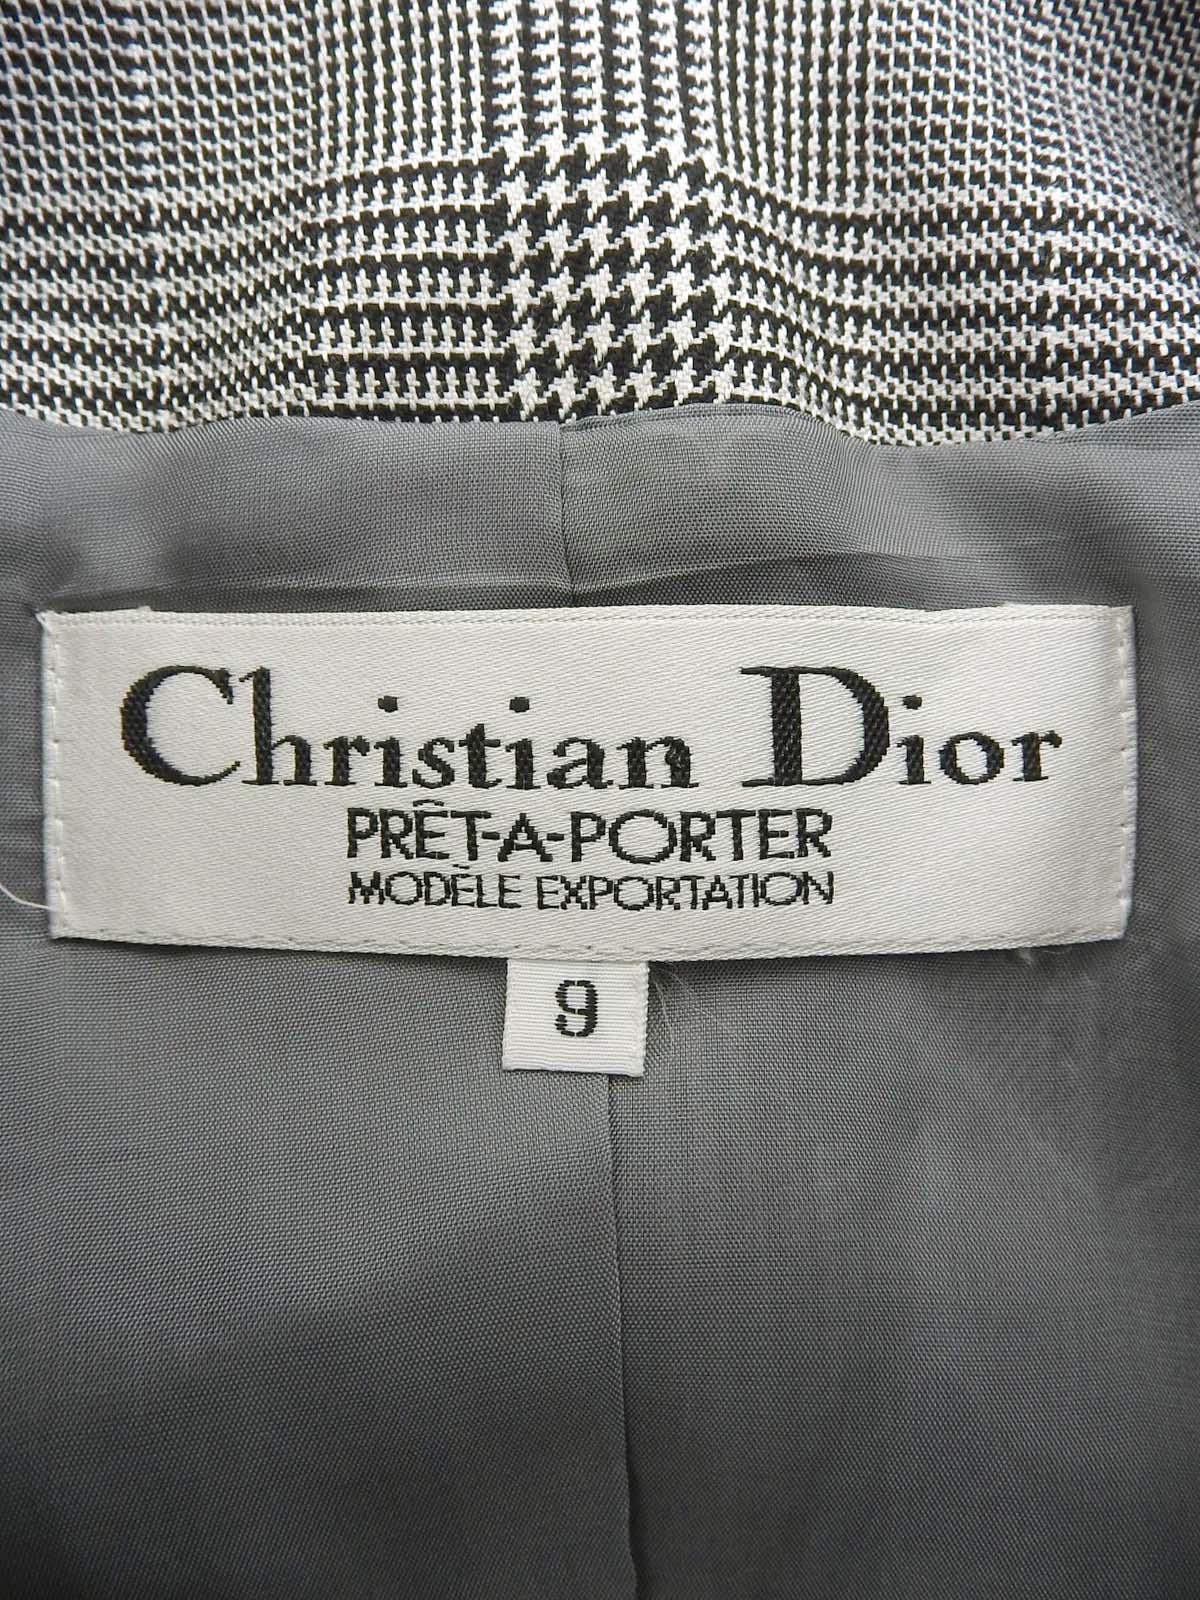 Christian Dior
PRÊT-A-PORTER
MODÈLE EXPORTATION
9